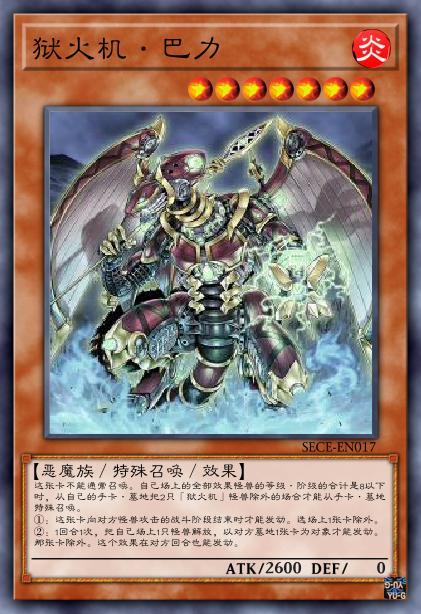 狱火机·巴力
炎
SECE-EN017
【恶魔族／特殊召唤／效果】
这张卡不能通常召唤。自己场上的全部效果怪兽的等级·阶级的合计是8以下
时，从自己的手卡·墓地把2只「狱火机」怪兽除外的场合才能从手卡·墓地
特殊召唤。
①：这张卡向对方怪兽攻击的战斗阶段结束时才能发动。选场上1张卡除外。
②：1回合1次，把自己场上1只怪兽解放，以对方墓地1张卡为对象才能发动。
那张卡除外。这个效果在对方回合也能发动。
ATK/2600 DEF/ 0